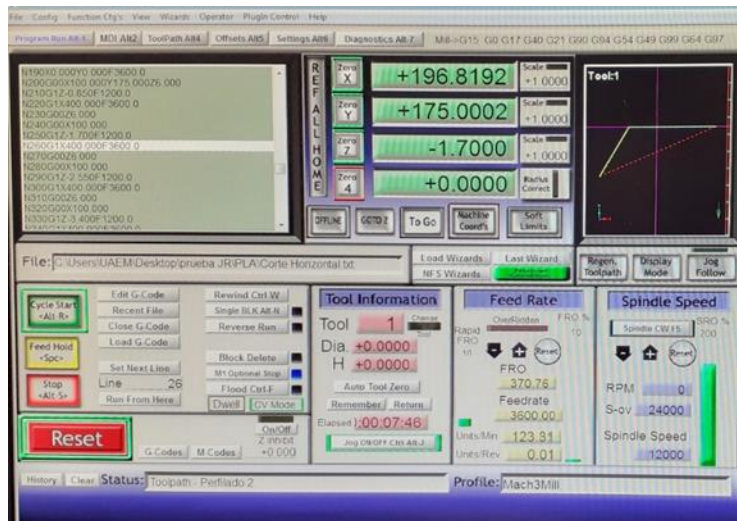 File Config Function Cfg's View Wizards Operator PlugIn Control Help
Program Run Alt-1 MDI Alt2 ToolPath Alt4 Offsets Alt5 Settings Alt6 Diagnostics Alt-7 Mill->G15 G0 G17 G40 G21 G90 G94 G54 G49 G99 G64 G97
N190X0.000Y0.000F3600.0
N200G00X100.000Y175.000Z6.000
N210G1Z-0.850F1200.0
N220G1X400.000F3600.0
N230G00Z6.000
N240G00X100.000
N250G1Z-1.700F1200.0
N260G1X400.000F3600.0
N270G00Z6.000
N280G00X100.000
N290G1Z-2.550F1200.0
N300G1X400.000F3600.0
N310G00Z6.000
N320G00X100.000
N330G1Z-3.400F1200.0
REF ALL HOME
Zero X +196.8192 Scale +1.0000
Zero Y +175.0002 Scale +1.0000
Zero Z -1.7000 Scale +1.0000
Zero 4 +0.0000 Radius Correct
OFFLINE GOTO Z To Go Machine Coord's Soft Limits
Tool:1
File: C:\Users\UAEM\Desktop\prueba JR\PLA\Corte Horizontal.txt
Load Wizards Last Wizard
NFS Wizards
Regen. Toolpath Display Mode Jog Follow
Cycle Start <Alt-R>
Feed Hold <Spc>
Stop <Alt-S>
Edit G-Code
Recent File
Close G-Code
Load G-Code
Set Next Line
Line 26
Run From Here
Rewind Ctrl-W
Single BLK Alt-N
Reverse Run
Block Delete
M1 Optional Stop
Flood Ctrl-F
Dwell CV Mode
Reset
G-Codes M-Codes
On/Off
Z Inhibit
+0.000
Tool Information
Tool 1 Change Tool
Dia. +0.0000
H +0.0000
Auto Tool Zero
Remember Return
Elapsed 00:07:46
Jog ON/OFF Ctrl-Alt-J
Feed Rate
OverRidden FRO %
Rapid FRO 10
Reset
FRO
370.76
Feedrate
3600.00
Units/Min 123.81
Units/Rev 0.01
Spindle Speed
Spindle CW F5 SRO %
200
Reset
RPM 0
S-ov 24000
Spindle Speed
12000
History Clear Status: Toolpath - Perfilado 2 Profile: Mach3Mill